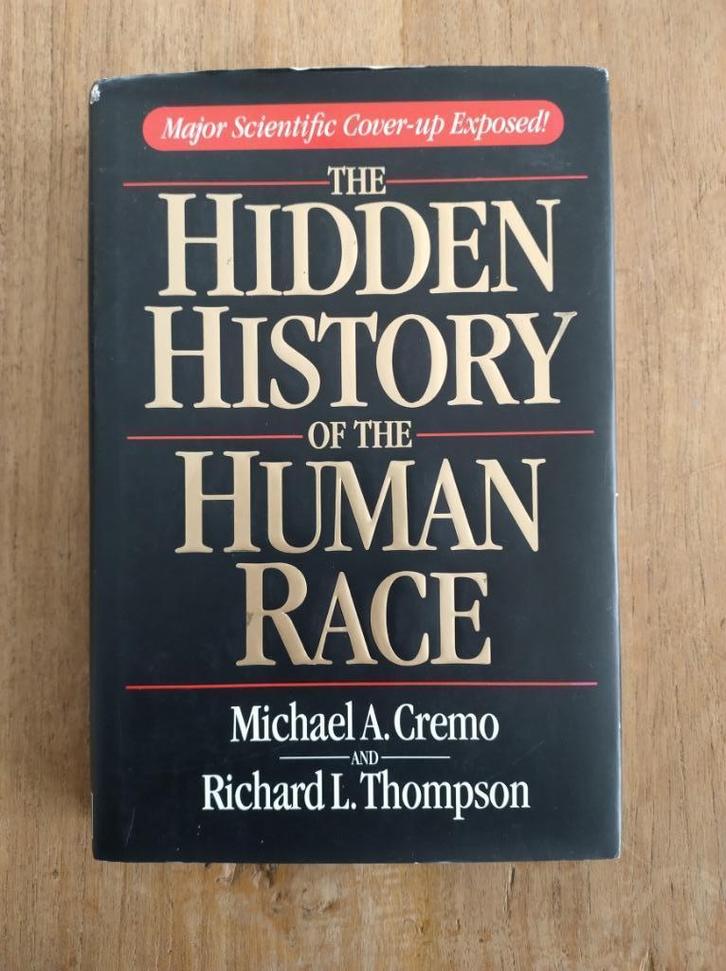 Major Scientific Cover-up Exposed!
THE
HIDDEN
HISTORY
OF THE
HUMAN
RACE
Michael A. Cremo
AND
Richard L. Thompson